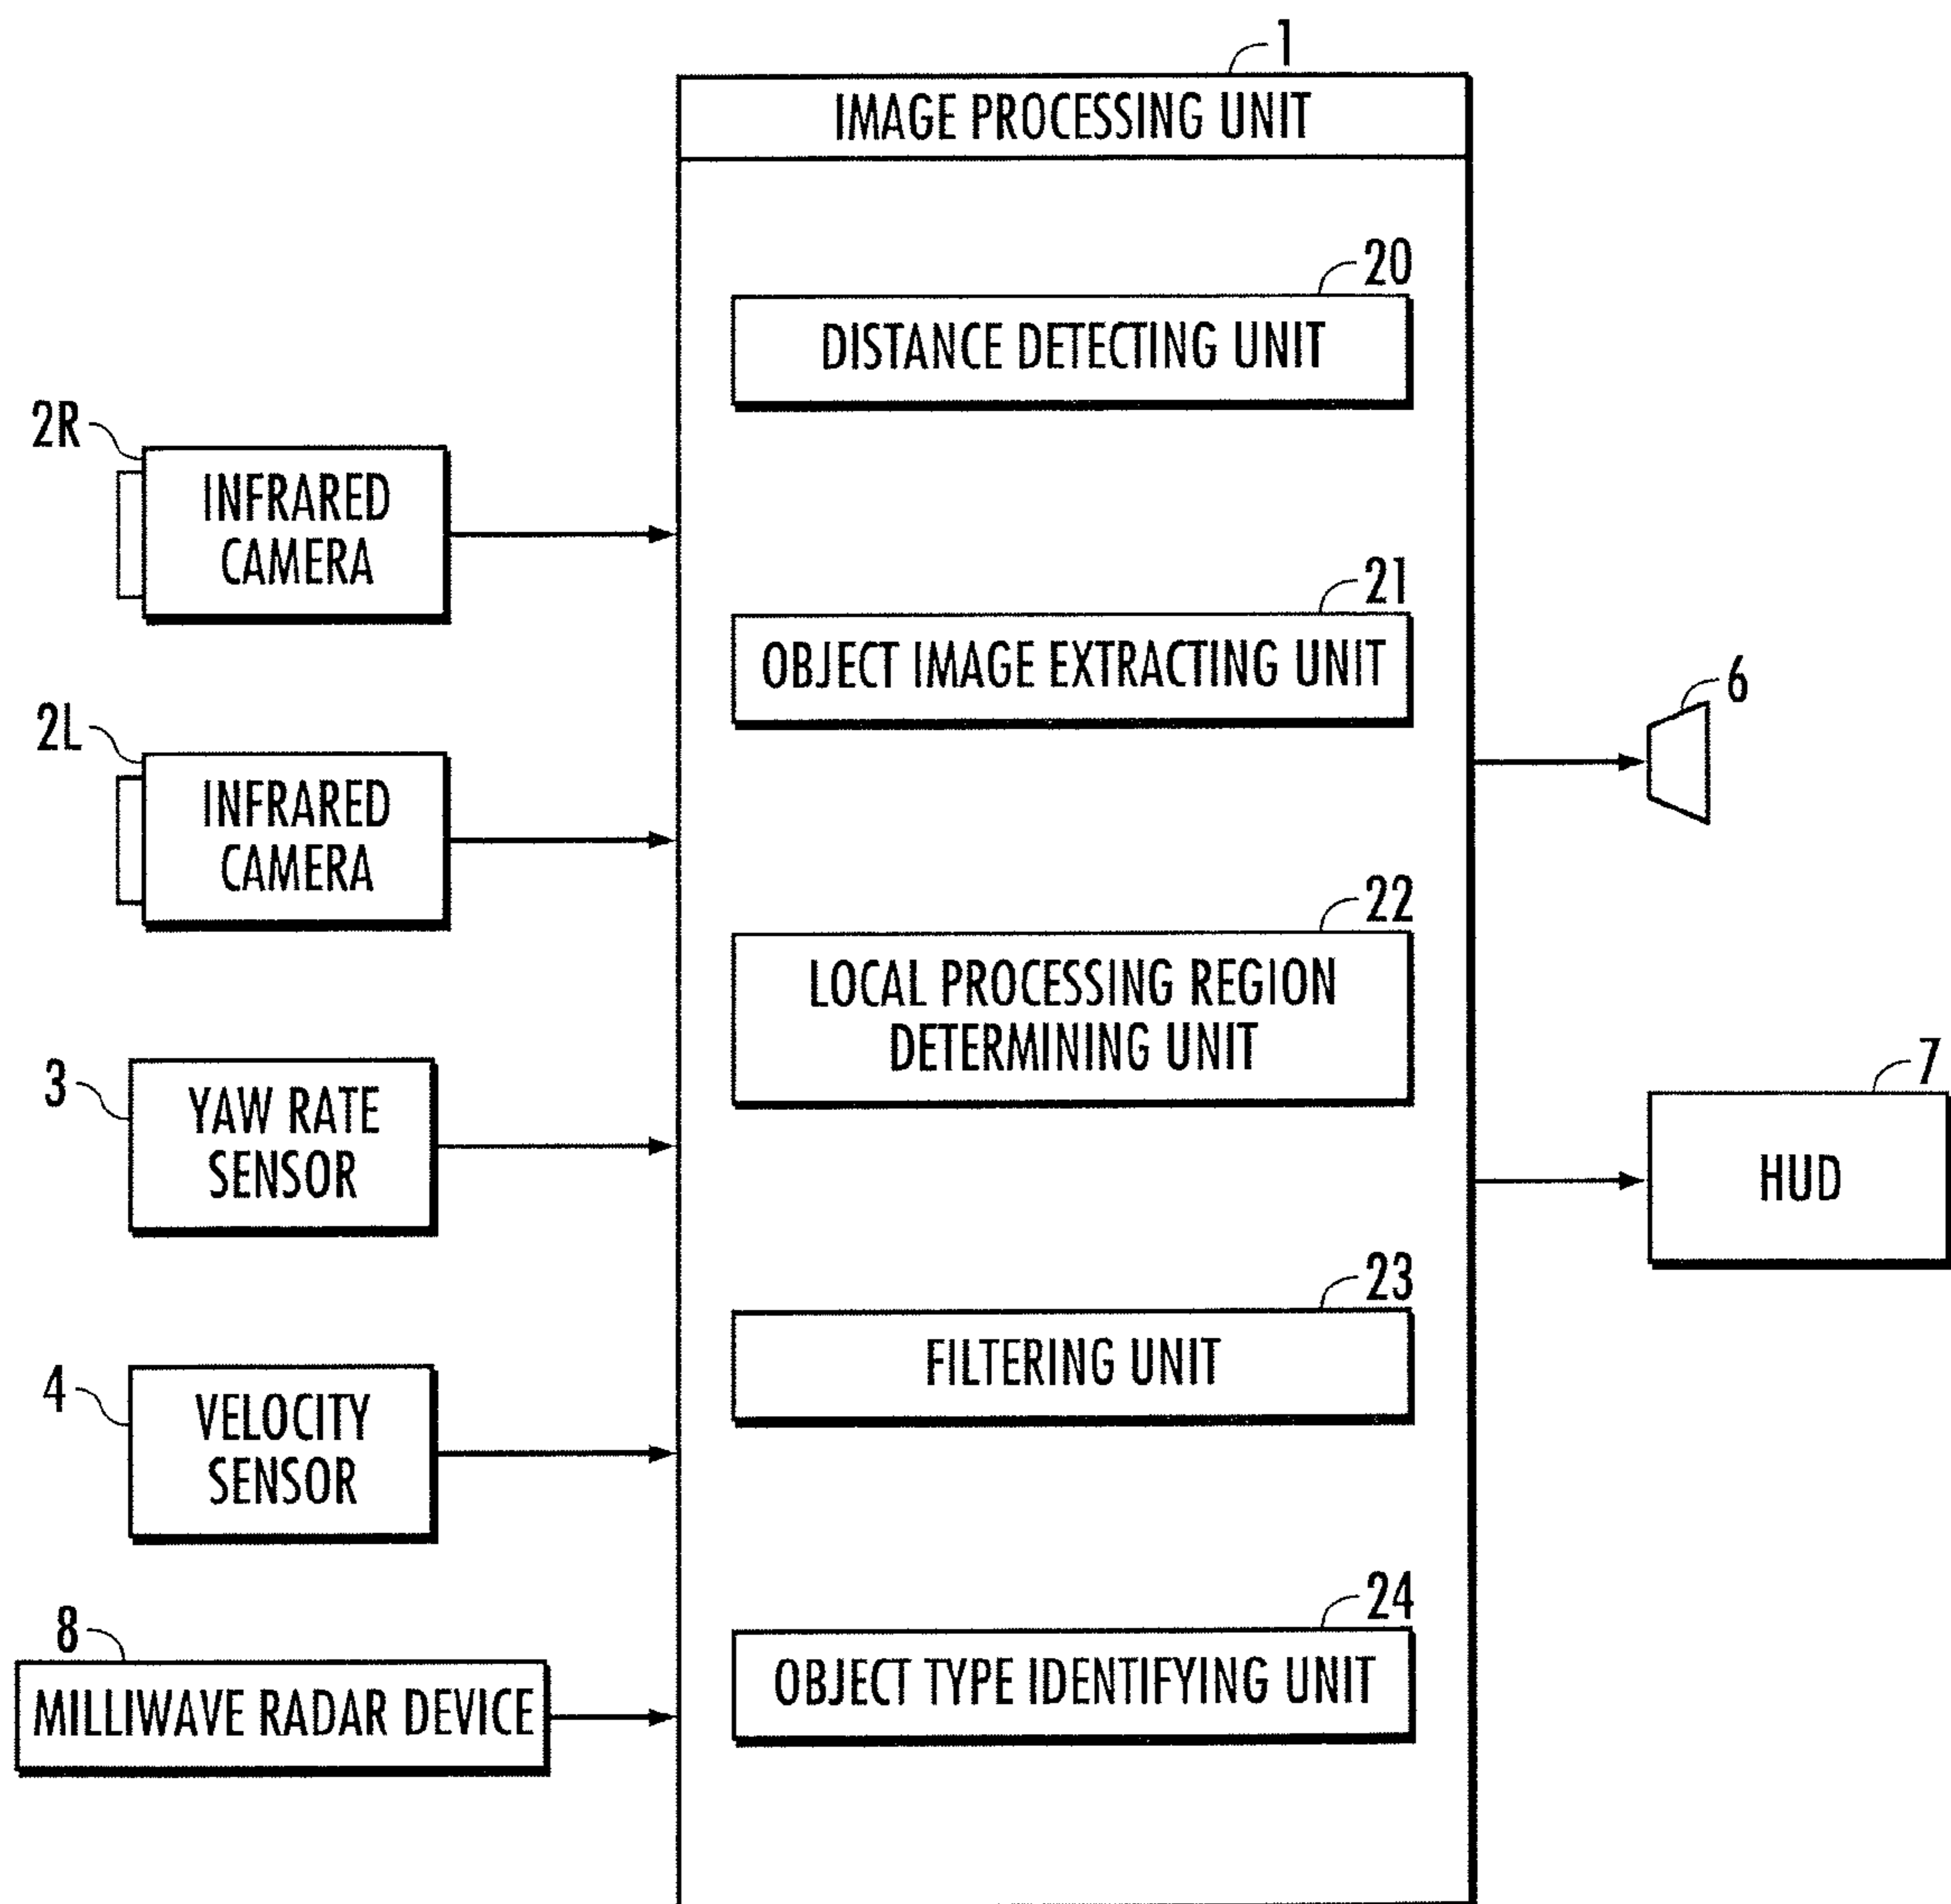 1
IMAGE PROCESSING UNIT
20
DISTANCE DETECTING UNIT
2R
INFRARED
CAMERA
21
OBJECT IMAGE EXTRACTING UNIT
6
2L
INFRARED
CAMERA
22
LOCAL PROCESSING REGION
DETERMINING UNIT
3
YAW RATE
SENSOR
7
HUD
23
FILTERING UNIT
4
VELOCITY
SENSOR
24
OBJECT TYPE IDENTIFYING UNIT
8
MILLIWAVE RADAR DEVICE